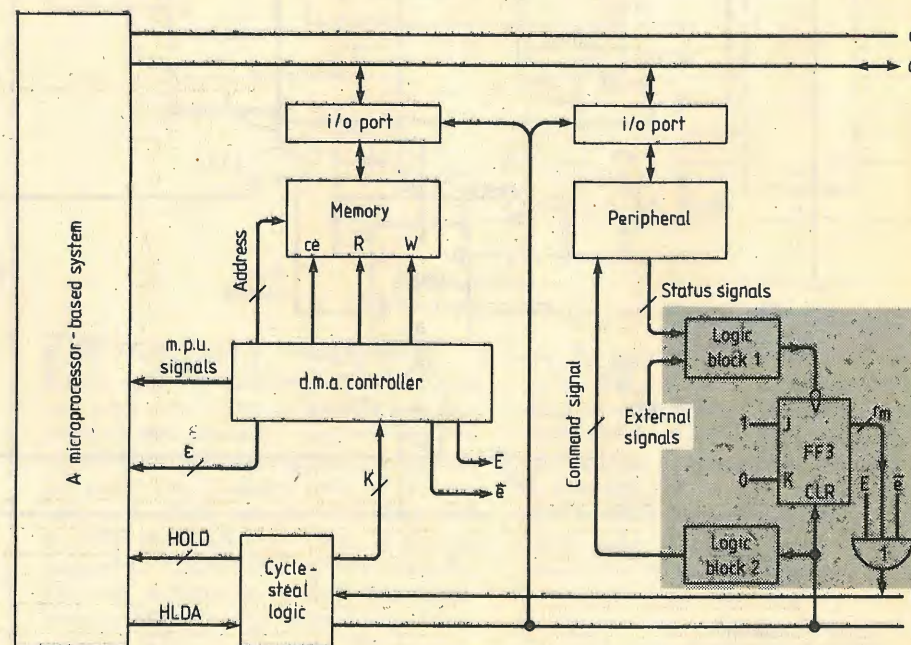 A microprocessor-based system
i/o port
i/o port
Memory
ce R W
Peripheral
Address
Status signals
m.p.u.
signals
d.m.a. controller
Command signal
Logic
block 1
External
signals
rm
1
J
FF3
0
K
CLR
E
ē
E
K
E
ē
1
HOLD
Cycle-
steal
logic
Logic
block 2
HLDA